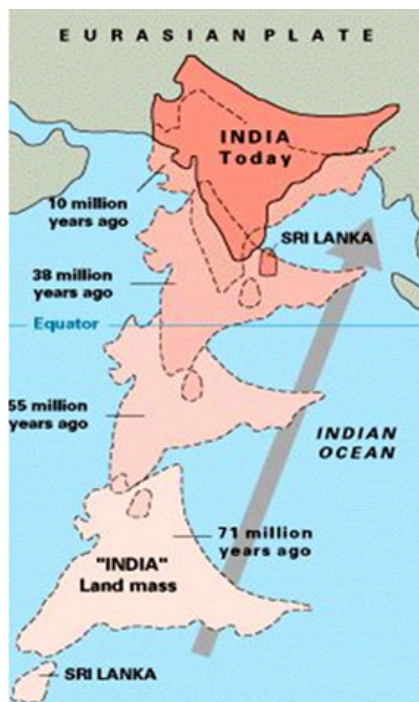 EURASIAN PLATE
INDIA
Today
10 million
years ago
SRI LANKA
38 million
years ago
Equator
55 million
years ago
INDIAN
OCEAN
71 million
years ago
"INDIA"
Land mass
SRI LANKA